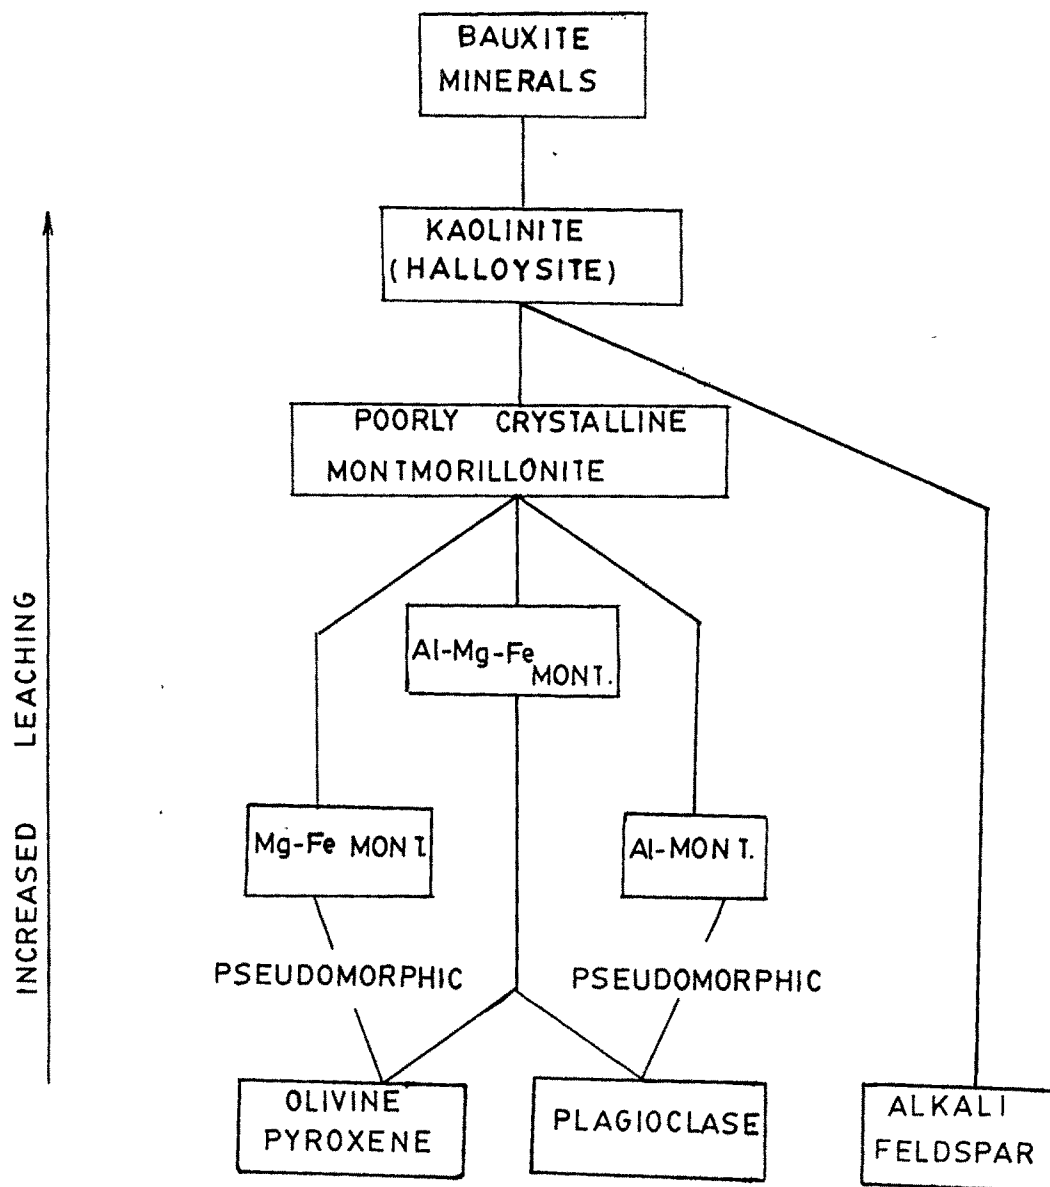 BAUXITE
MINERALS
KAOLINITE
(HALLOYSITE)
POORLY CRYSTALLINE
MONTMORILLONITE
Al-Mg-Fe
MONT.
Mg-Fe MONT.
Al-MONT.
PSEUDOMORPHIC
PSEUDOMORPHIC
OLIVINE
PYROXENE
PLAGIOCLASE
ALKALI
FELDSPAR
INCREASED LEACHING